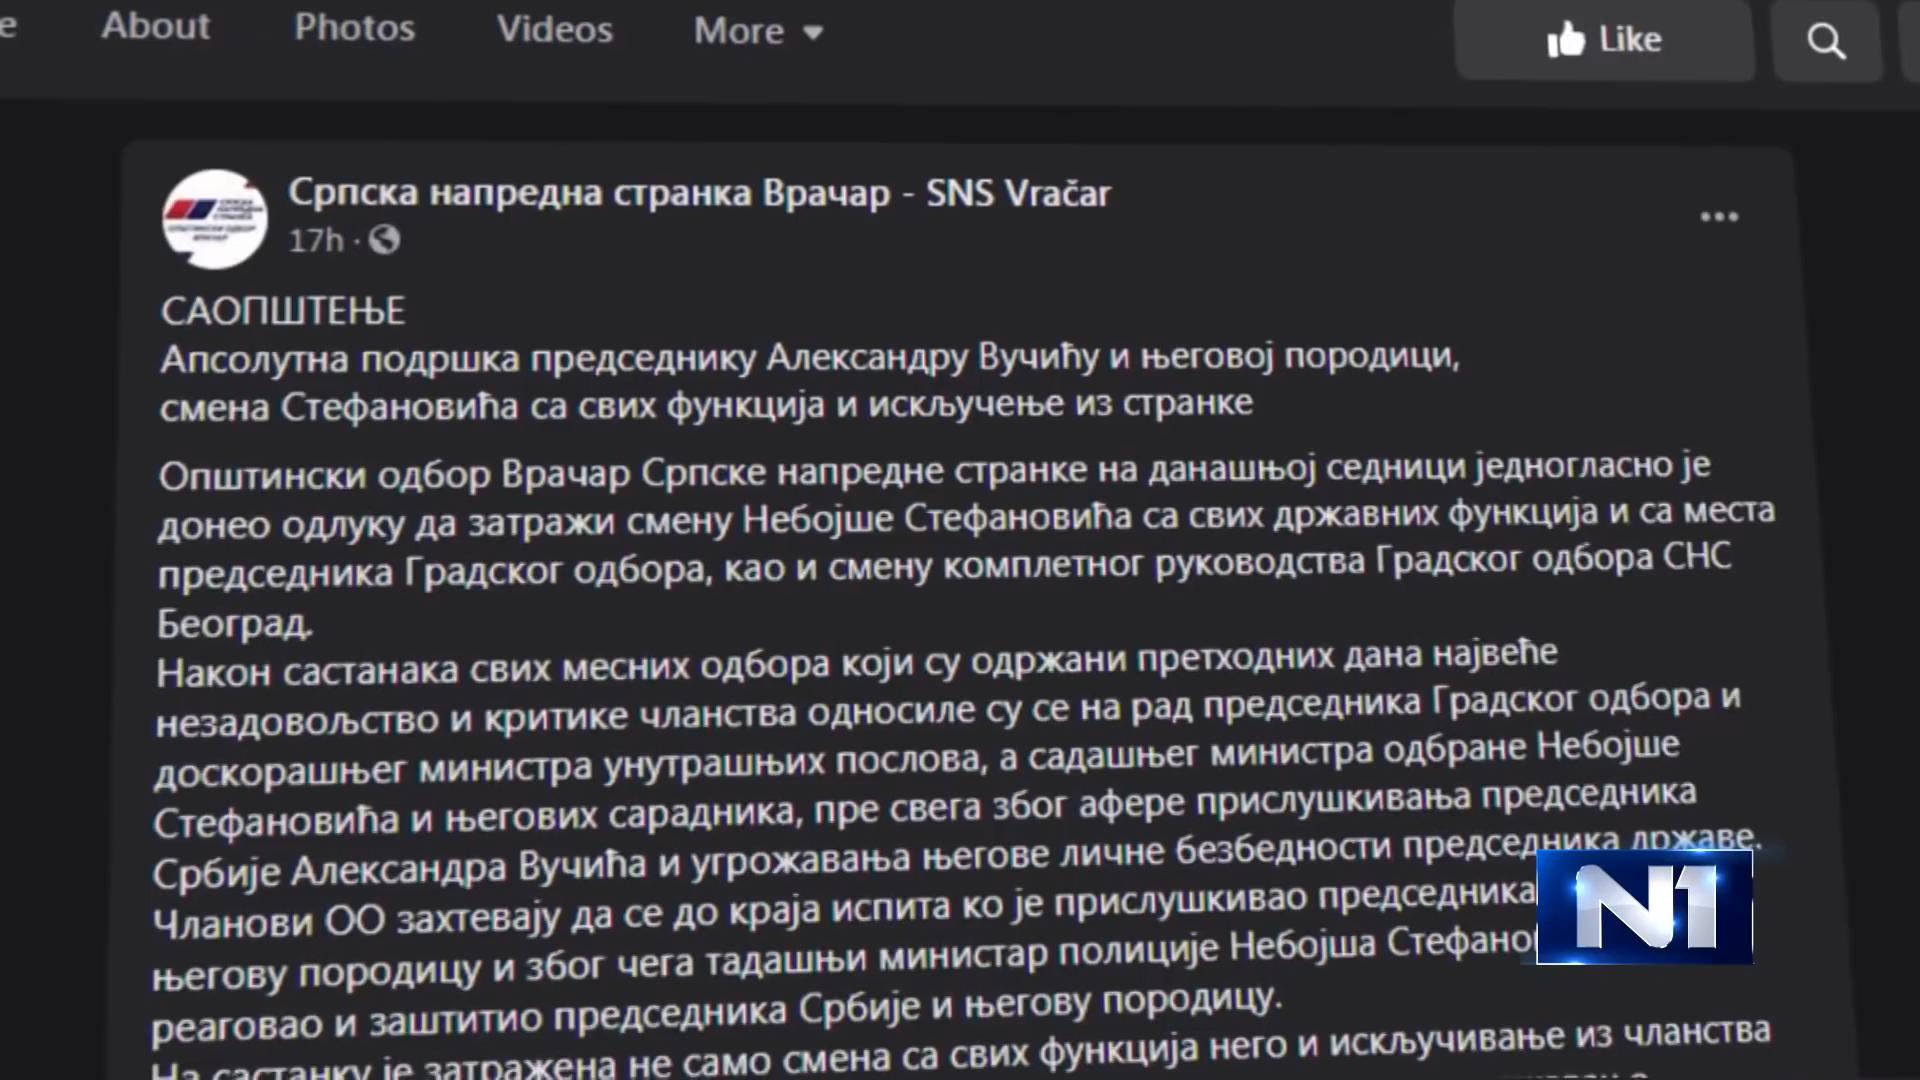 About Photos Videos More Like
Српска напредна странка Врачар - SNS Vračar
17h ·
САОПШТЕЊЕ
Апсолутна подршка председнику Александру Вучићу и његовој породици,
смена Стефановића са свих функција и искључење из странке
Општински одбор Врачар Српске напредне странке на данашњој седници једногласно је
донео одлуку да затражи смену Небојше Стефановића са свих државних функција и са места
председника Градског одбора, као и смену комплетног руководства Градског одбора СНС
Београд.
Након састанака свих месних одбора који су одржани претходних дана највеће
незадовољство и критике чланства односиле су се на рад председника Градског одбора и
доскорашњег министра унутрашњих послова, а садашњег министра одбране Небојше
Стефановића и његових сарадника, пре свега због афере прислушкивања председника
Србије Александра Вучића и угрожавања његове личне безбедности председника државе.
Чланови ОО захтевају да се до краја испита ко је прислушкивао председника
његову породицу и због чега тадашњи министар полиције Небојша Стефано
реаговао и заштитио председника Србије и његову породицу.
На састанку је затражена не само смена са свих функција него и искључивање из чланства
N1